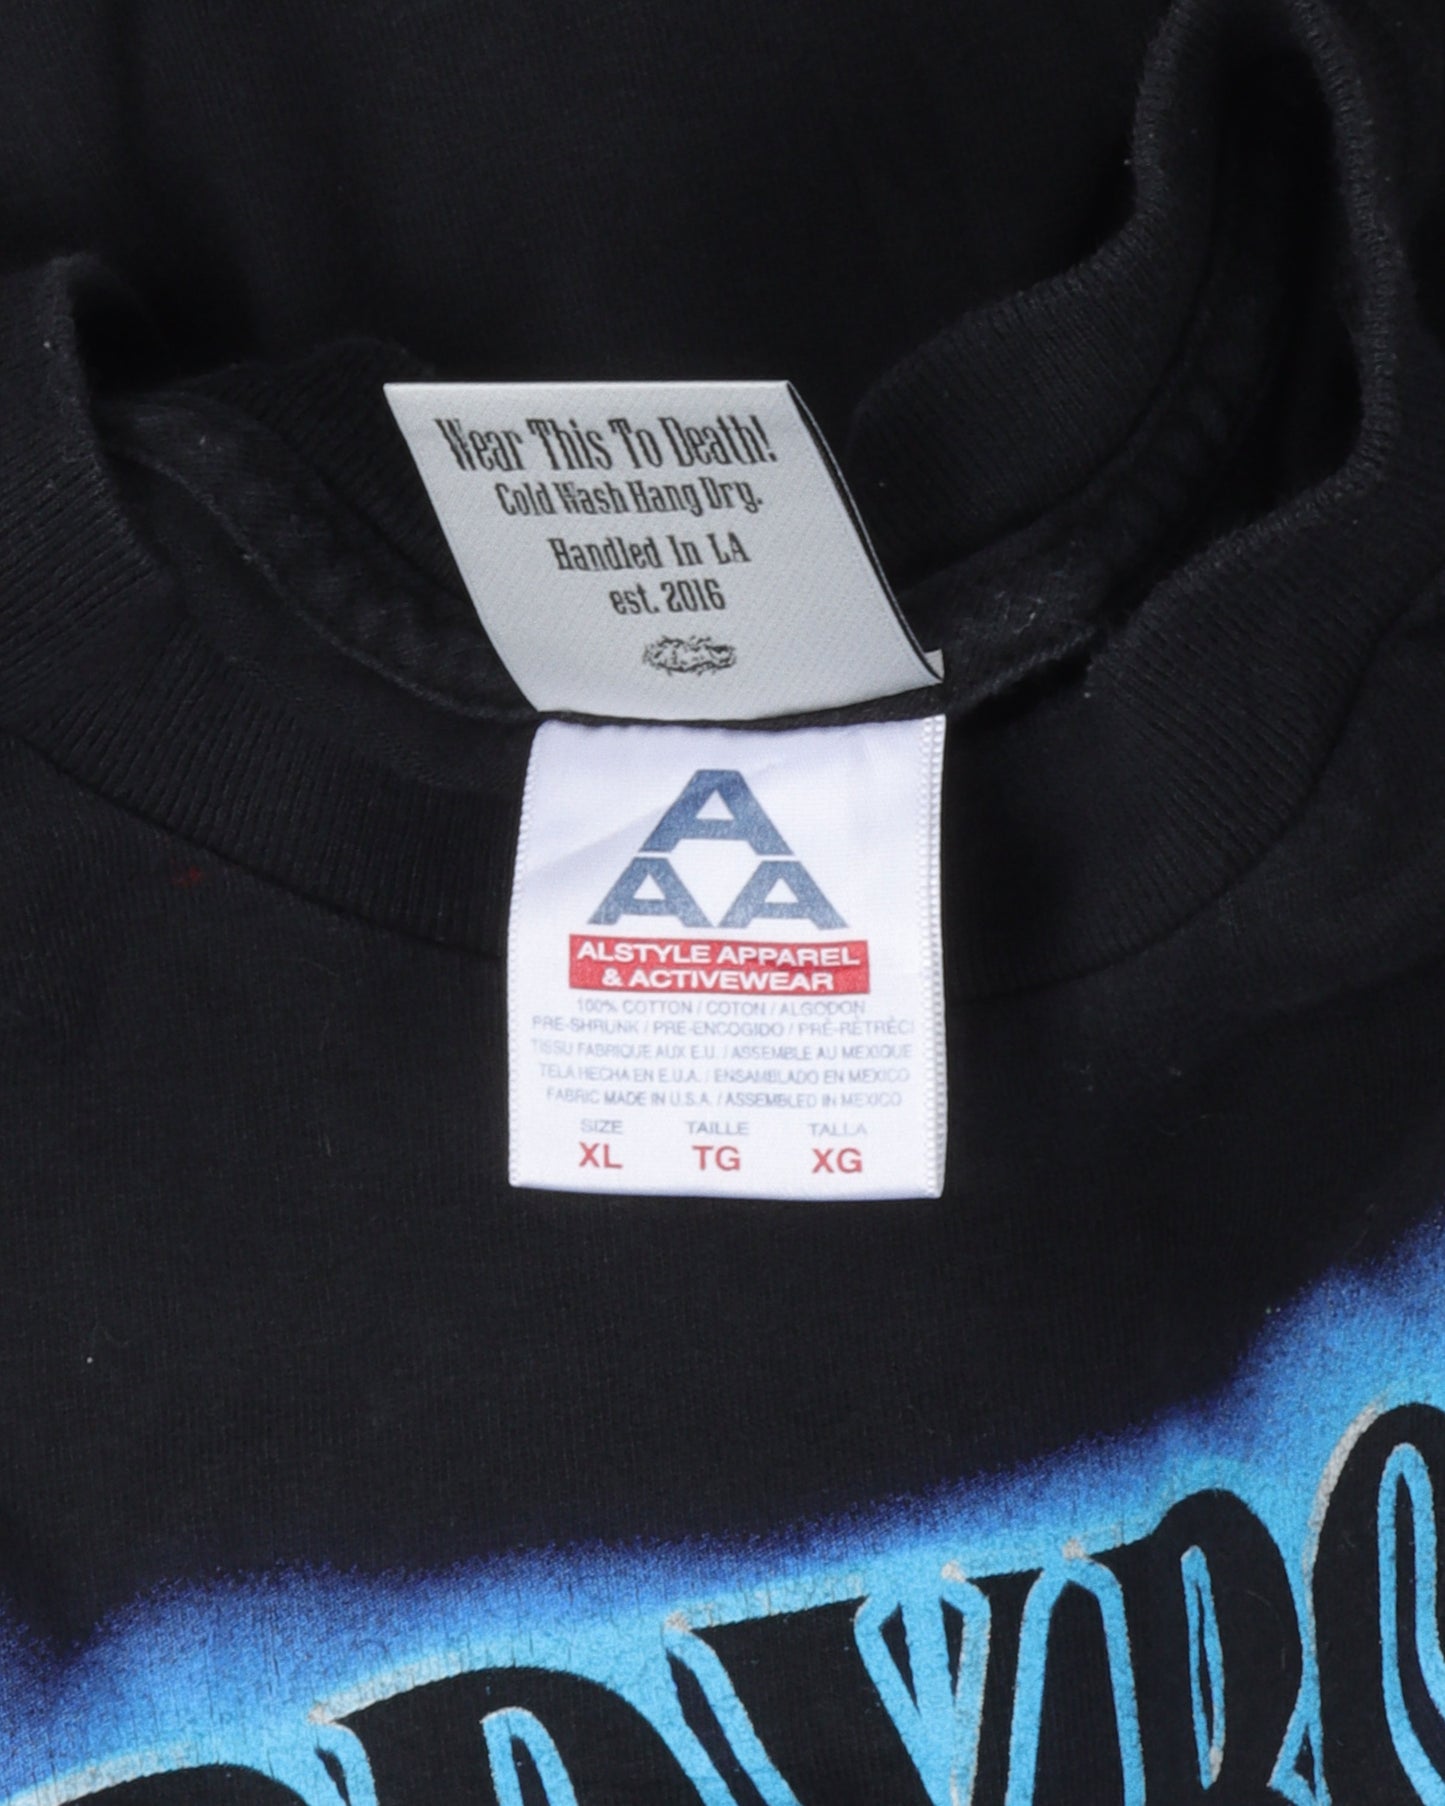 Wear This To Death!
Cold Wash Hang Dry.
Handled In LA
est. 2016
A
A A
ALSTYLE APPAREL
& ACTIVEWEAR
100% COTTON / COTON / ALGODON
PRE-SHRUNK / PRE-ENCOGIDO / PRÉ-RÉTRÉCI
TISSU FABRIQUE AUX E.U. / ASSEMBLE AU MEXIQUE
TELA HECHA EN E.U.A. / ENSAMBLADO EN MEXICO
FABRIC MADE IN U.S.A. / ASSEMBLED IN MEXICO
SIZE TAILLE TALLA
XL TG XG